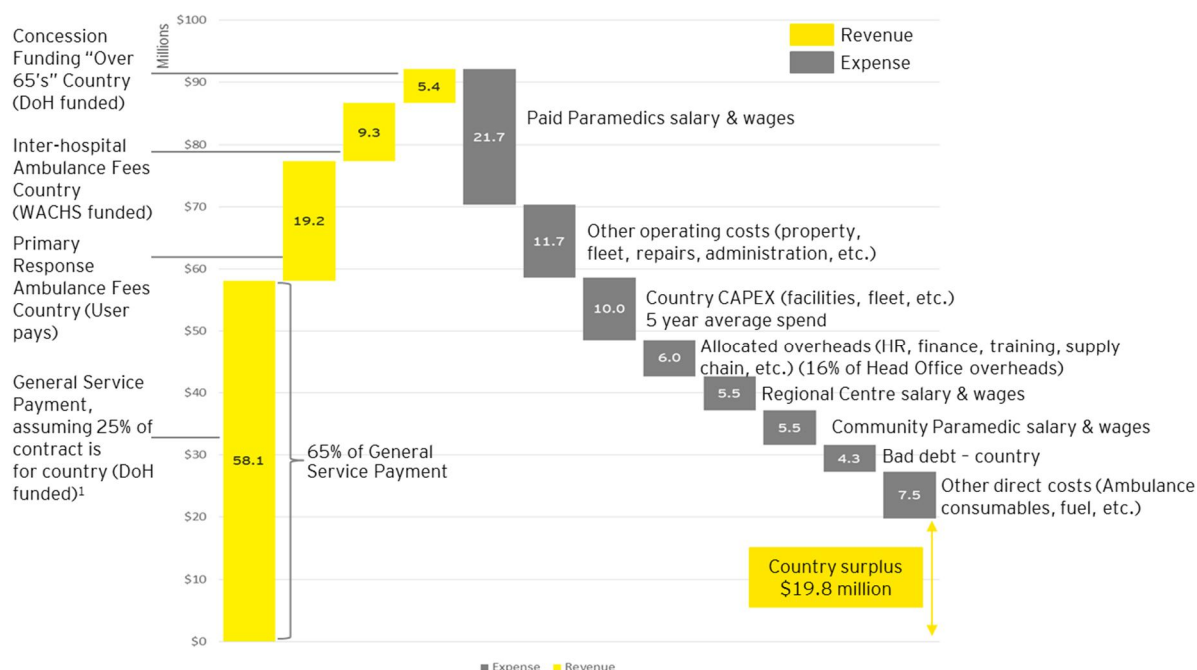 $100
Millions
$90
$80
$70
$60
$50
$40
$30
$20
$10
$0
Concession
Funding “Over
65’s” Country
(DoH funded)
Inter-hospital
Ambulance Fees
Country
(WACHS funded)
Primary
Response
Ambulance Fees
Country (User
pays)
General Service
Payment,
assuming 25% of
contract is
for country (DoH
funded)¹
58.1
19.2
9.3
5.4
65% of General
Service Payment
Revenue
Expense
21.7
Paid Paramedics salary & wages
11.7
Other operating costs (property,
fleet, repairs, administration, etc.)
10.0
Country CAPEX (facilities, fleet, etc.)
5 year average spend
6.0
Allocated overheads (HR, finance, training, supply
chain, etc.) (16% of Head Office overheads)
5.5
Regional Centre salary & wages
5.5
Community Paramedic salary & wages
4.3
Bad debt – country
7.5
Other direct costs (Ambulance
consumables, fuel, etc.)
Country surplus
$19.8 million
Expense Revenue